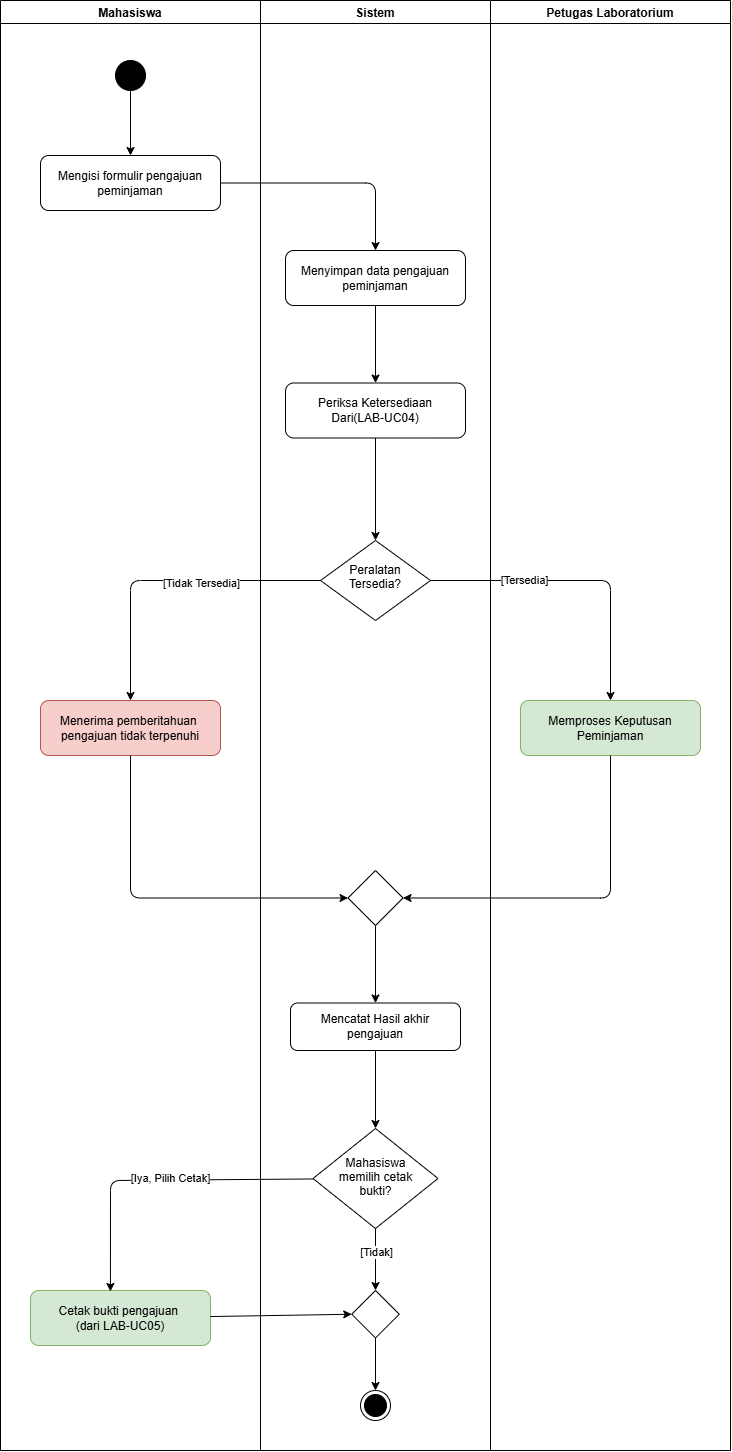 Mahasiswa
Sistem
Petugas Laboratorium
Mengisi formulir pengajuan
peminjaman
Menyimpan data pengajuan
peminjaman
Periksa Ketersediaan
Dari(LAB-UC04)
Peralatan
Tersedia?
[Tidak Tersedia]
[Tersedia]
Menerima pemberitahuan
pengajuan tidak terpenuhi
Memproses Keputusan
Peminjaman
Mencatat Hasil akhir
pengajuan
Mahasiswa
memilih cetak
bukti?
[Iya, Pilih Cetak]
[Tidak]
Cetak bukti pengajuan
(dari LAB-UC05)